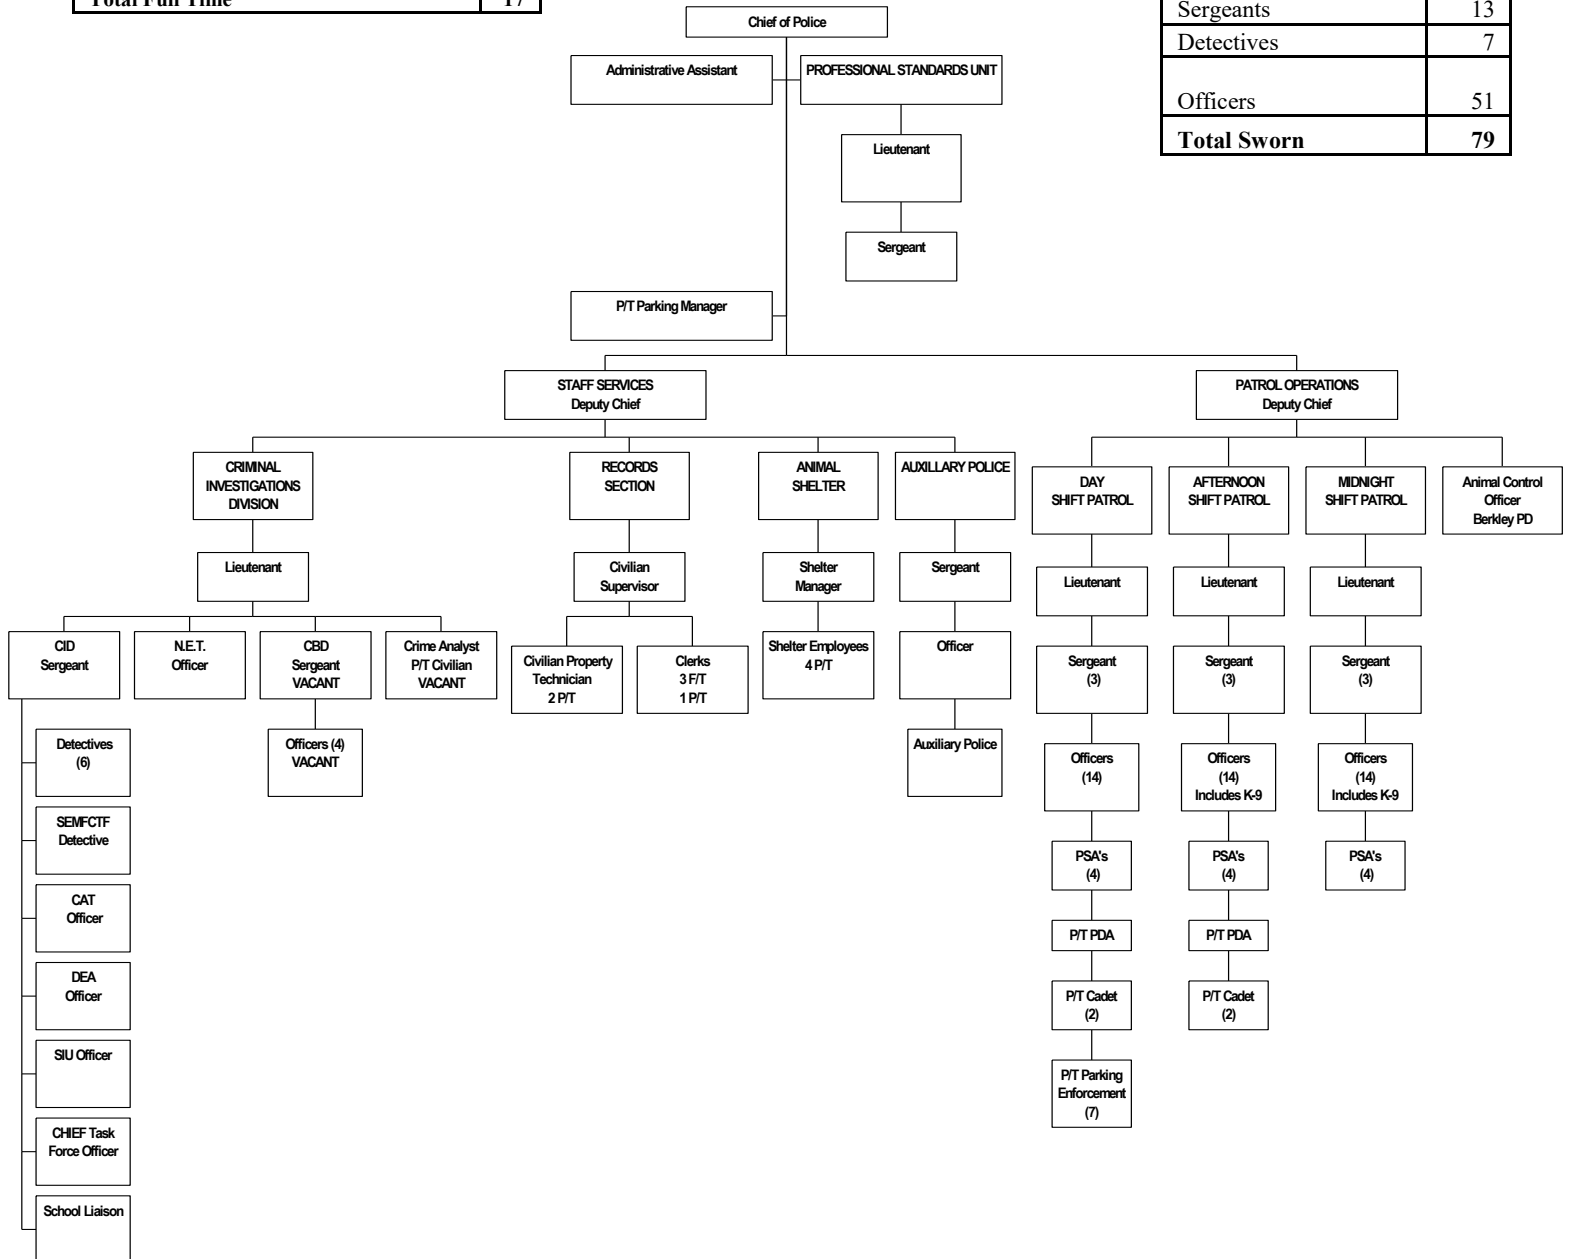 Total Full Time 17
Sergeants 13
Detectives 7
Officers 51
Total Sworn 79
Chief of Police
Administrative Assistant
PROFESSIONAL STANDARDS UNIT
Lieutenant
Sergeant
P/T Parking Manager
STAFF SERVICES
Deputy Chief
PATROL OPERATIONS
Deputy Chief
CRIMINAL
INVESTIGATIONS
DIVISION
RECORDS
SECTION
ANIMAL
SHELTER
AUXILLARY POLICE
DAY
SHIFT PATROL
AFTERNOON
SHIFT PATROL
MIDNIGHT
SHIFT PATROL
Animal Control
Officer
Berkley PD
Lieutenant
Civilian
Supervisor
Shelter
Manager
Sergeant
Lieutenant
Lieutenant
Lieutenant
CID
Sergeant
N.E.T.
Officer
CBD
Sergeant
VACANT
Crime Analyst
P/T Civilian
VACANT
Civilian Property
Technician
2 P/T
Clerks
3 F/T
1 P/T
Shelter Employees
4 P/T
Officer
Sergeant
(3)
Sergeant
(3)
Sergeant
(3)
Detectives
(6)
Officers (4)
VACANT
Auxiliary Police
Officers
(14)
Officers
(14)
Includes K-9
Officers
(14)
Includes K-9
SEMFCTF
Detective
PSA's
(4)
PSA's
(4)
PSA's
(4)
CAT
Officer
P/T PDA
P/T PDA
DEA
Officer
P/T Cadet
(2)
P/T Cadet
(2)
SIU Officer
P/T Parking
Enforcement
(7)
CHIEF Task
Force Officer
School Liaison